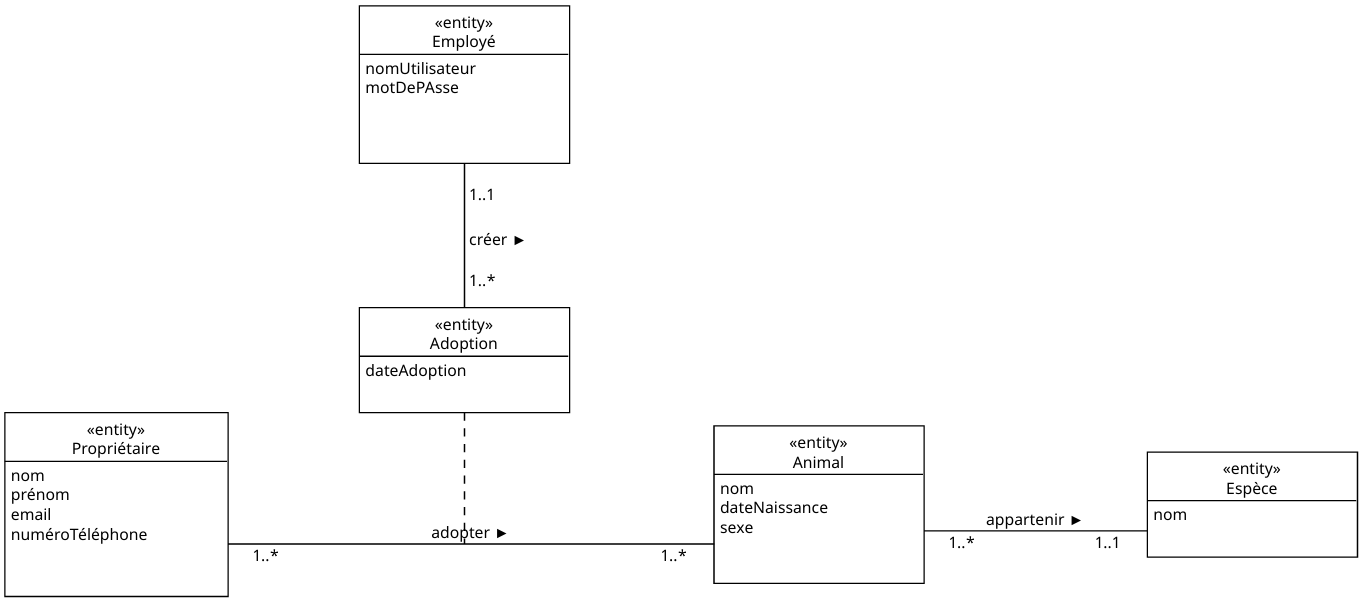 «entity»
Employé
nomUtilisateur
motDePAsse
1..1
créer ►
1..*
«entity»
Adoption
dateAdoption
«entity»
Propriétaire
nom
prénom
email
numéroTéléphone
adopter ►
1..*
1..*
«entity»
Animal
nom
dateNaissance
sexe
appartenir ►
1..*
1..1
«entity»
Espèce
nom